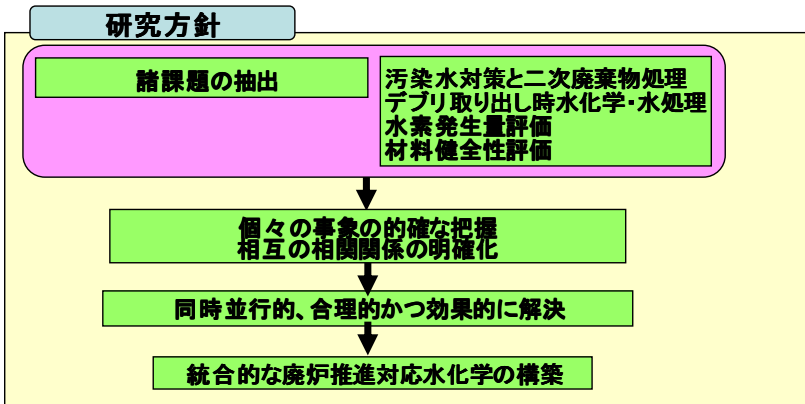 研究方針
諸課題の抽出
汚染水対策と二次廃棄物処理
デブリ取り出し時水化学・水処理
水素発生量評価
材料健全性評価
個々の事象の的確な把握
相互の相関関係の明確化
同時並行的、合理的かつ効果的に解決
統合的な廃炉推進対応水化学の構築